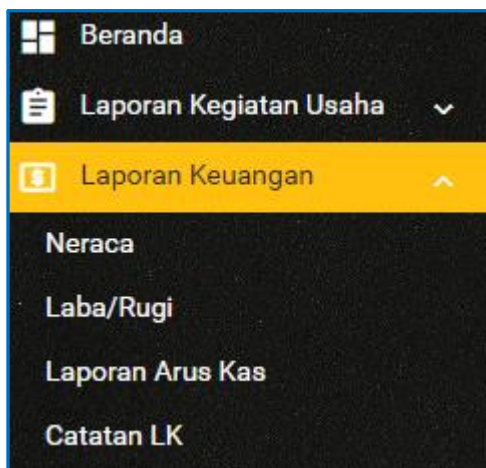 Beranda
Laporan Kegiatan Usaha
Laporan Keuangan
Neraca
Laba/Rugi
Laporan Arus Kas
Catatan LK